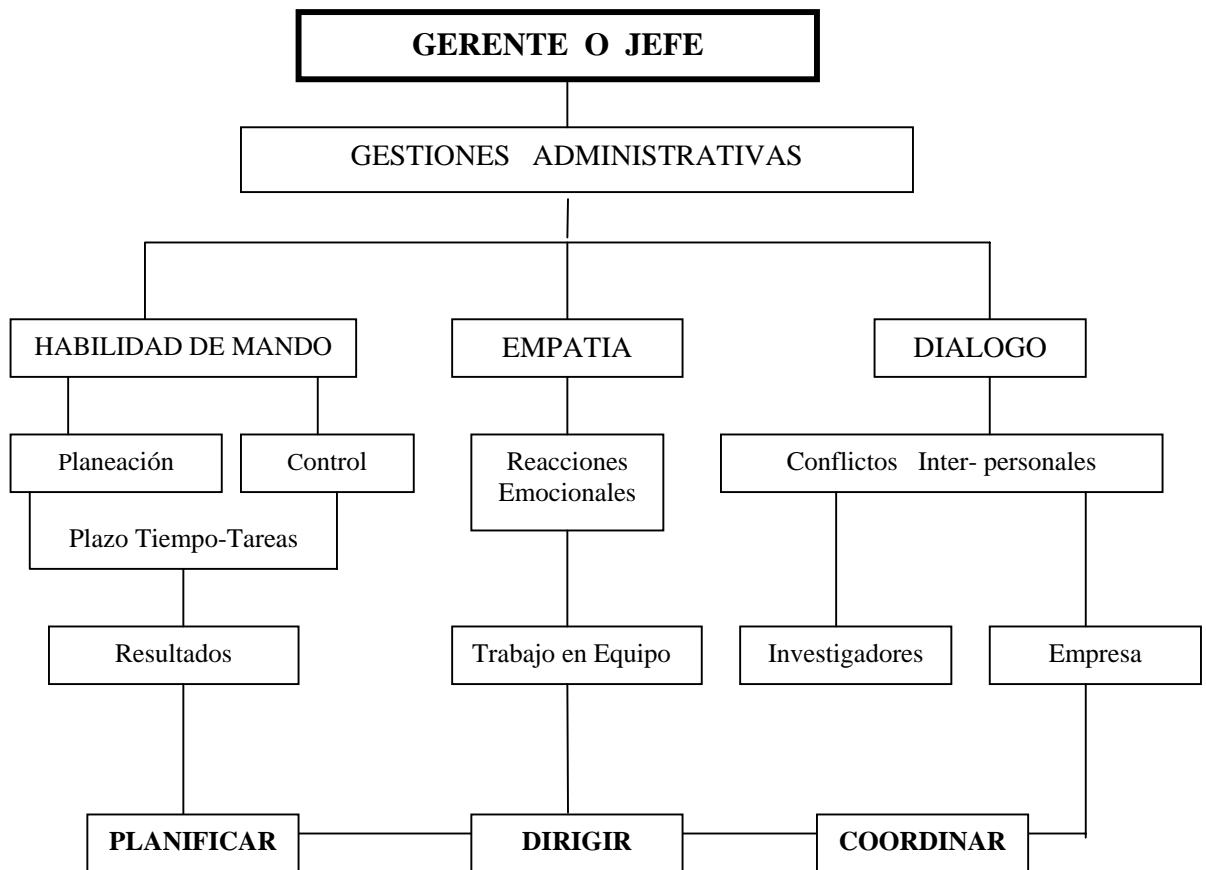 GERENTE O JEFE
GESTIONES ADMINISTRATIVAS
HABILIDAD DE MANDO
EMPATIA
DIALOGO
Planeación
Control
Reacciones
Emocionales
Conflictos Inter- personales
Plazo Tiempo-Tareas
Resultados
Trabajo en Equipo
Investigadores
Empresa
PLANIFICAR
DIRIGIR
COORDINAR